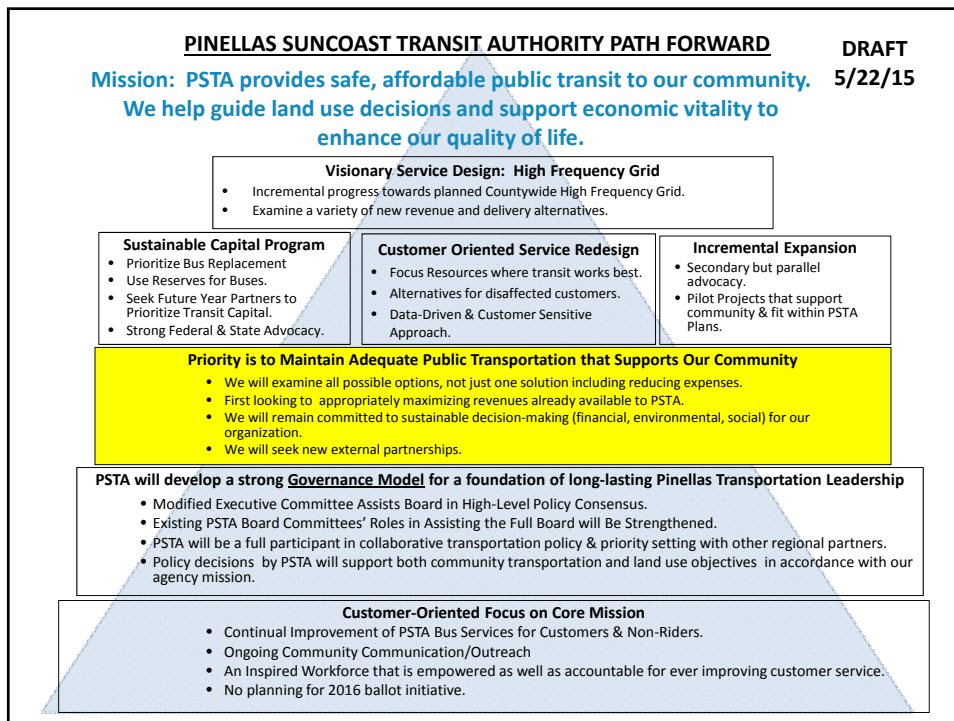 PINELLAS SUNCOAST TRANSIT AUTHORITY PATH FORWARD
DRAFT
5/22/15
Mission: PSTA provides safe, affordable public transit to our community.
We help guide land use decisions and support economic vitality to
enhance our quality of life.
Visionary Service Design: High Frequency Grid
• Incremental progress towards planned Countywide High Frequency Grid.
• Examine a variety of new revenue and delivery alternatives.
Sustainable Capital Program
• Prioritize Bus Replacement
• Use Reserves for Buses.
• Seek Future Year Partners to
Prioritize Transit Capital.
• Strong Federal & State Advocacy.
Customer Oriented Service Redesign
• Focus Resources where transit works best.
• Alternatives for disaffected customers.
• Data-Driven & Customer Sensitive
Approach.
Incremental Expansion
• Secondary but parallel
advocacy.
• Pilot Projects that support
community & fit within PSTA
Plans.
Priority is to Maintain Adequate Public Transportation that Supports Our Community
• We will examine all possible options, not just one solution including reducing expenses.
• First looking to appropriately maximizing revenues already available to PSTA.
• We will remain committed to sustainable decision-making (financial, environmental, social) for our
organization.
• We will seek new external partnerships.
PSTA will develop a strong Governance Model for a foundation of long-lasting Pinellas Transportation Leadership
• Modified Executive Committee Assists Board in High-Level Policy Consensus.
• Existing PSTA Board Committees' Roles in Assisting the Full Board will Be Strengthened.
• PSTA will be a full participant in collaborative transportation policy & priority setting with other regional partners.
• Policy decisions by PSTA will support both community transportation and land use objectives in accordance with our
agency mission.
Customer-Oriented Focus on Core Mission
• Continual Improvement of PSTA Bus Services for Customers & Non-Riders.
• Ongoing Community Communication/Outreach
• An Inspired Workforce that is empowered as well as accountable for ever improving customer service.
• No planning for 2016 ballot initiative.